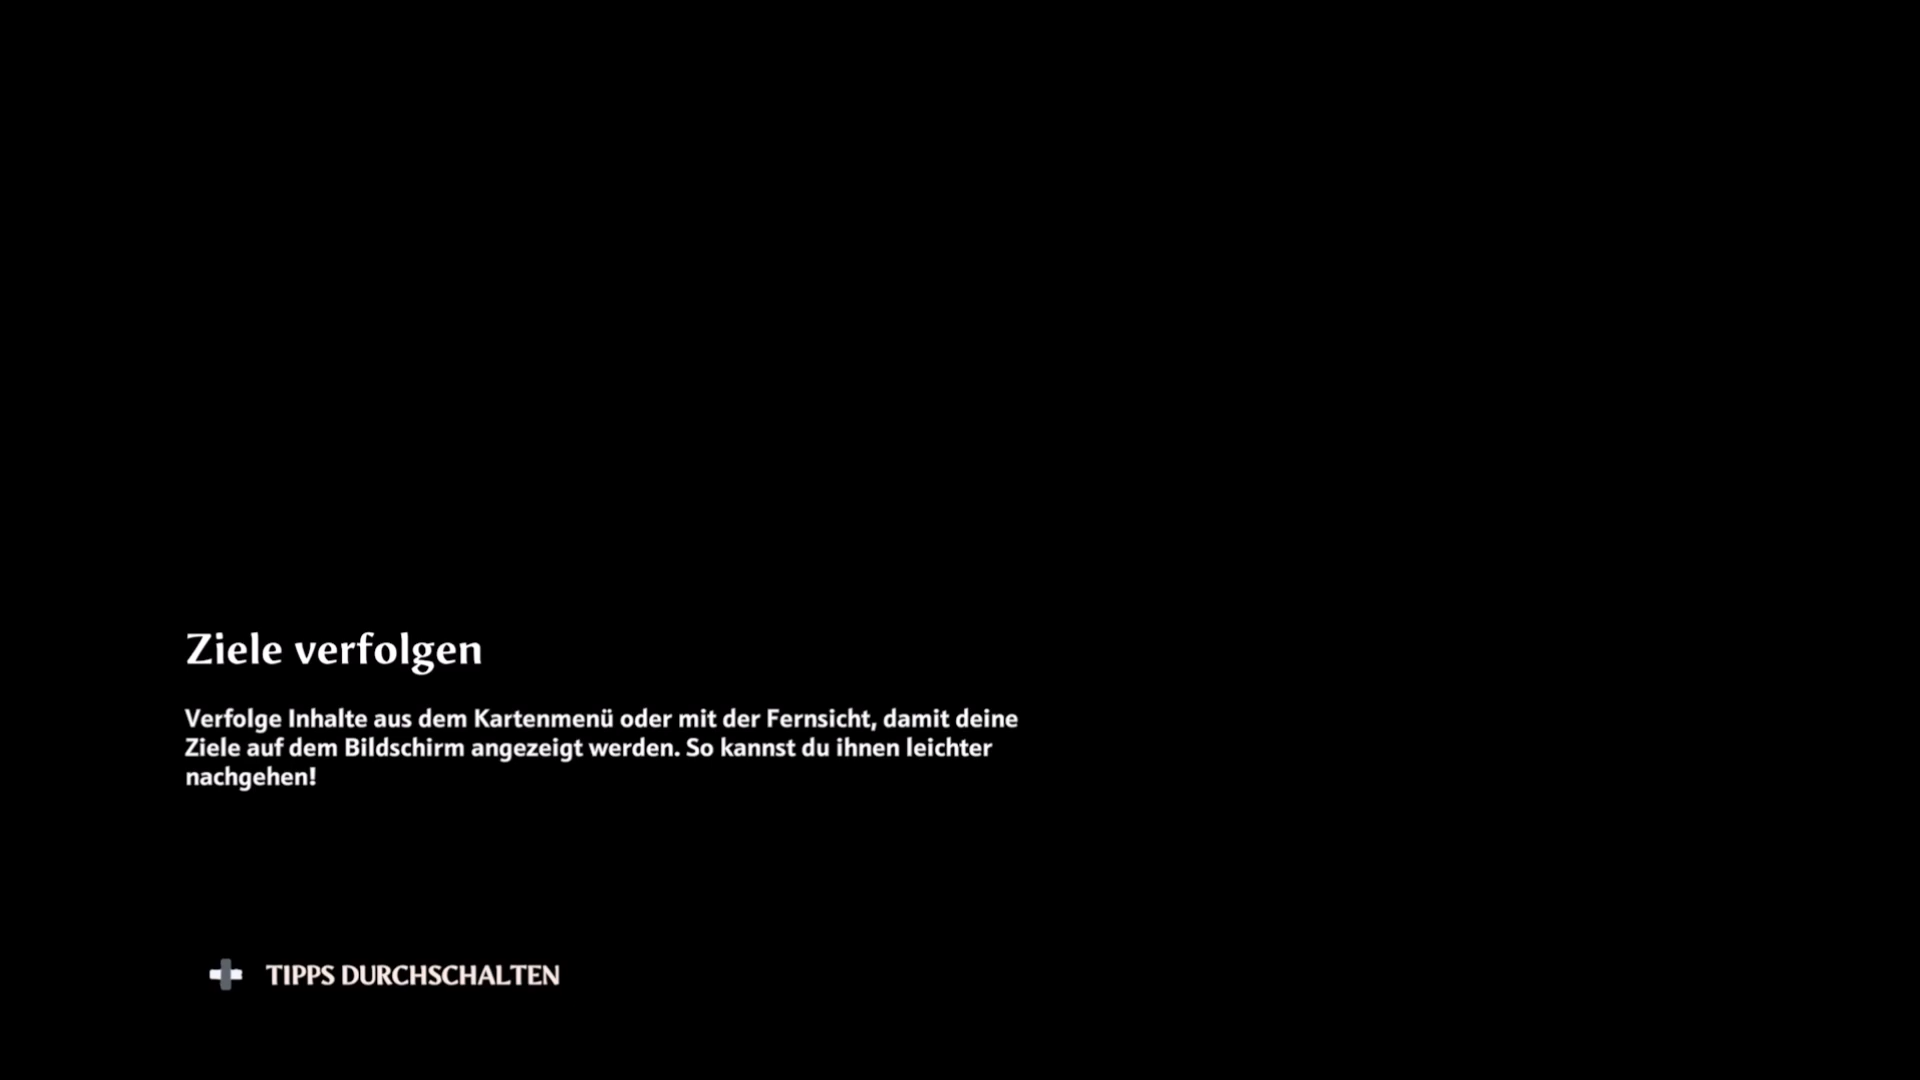 Ziele verfolgen
Verfolge Inhalte aus dem Kartenmenü oder mit der Fernsicht, damit deine
Ziele auf dem Bildschirm angezeigt werden. So kannst du ihnen leichter
nachgehen!
TIPPS DURCHSCHALTEN